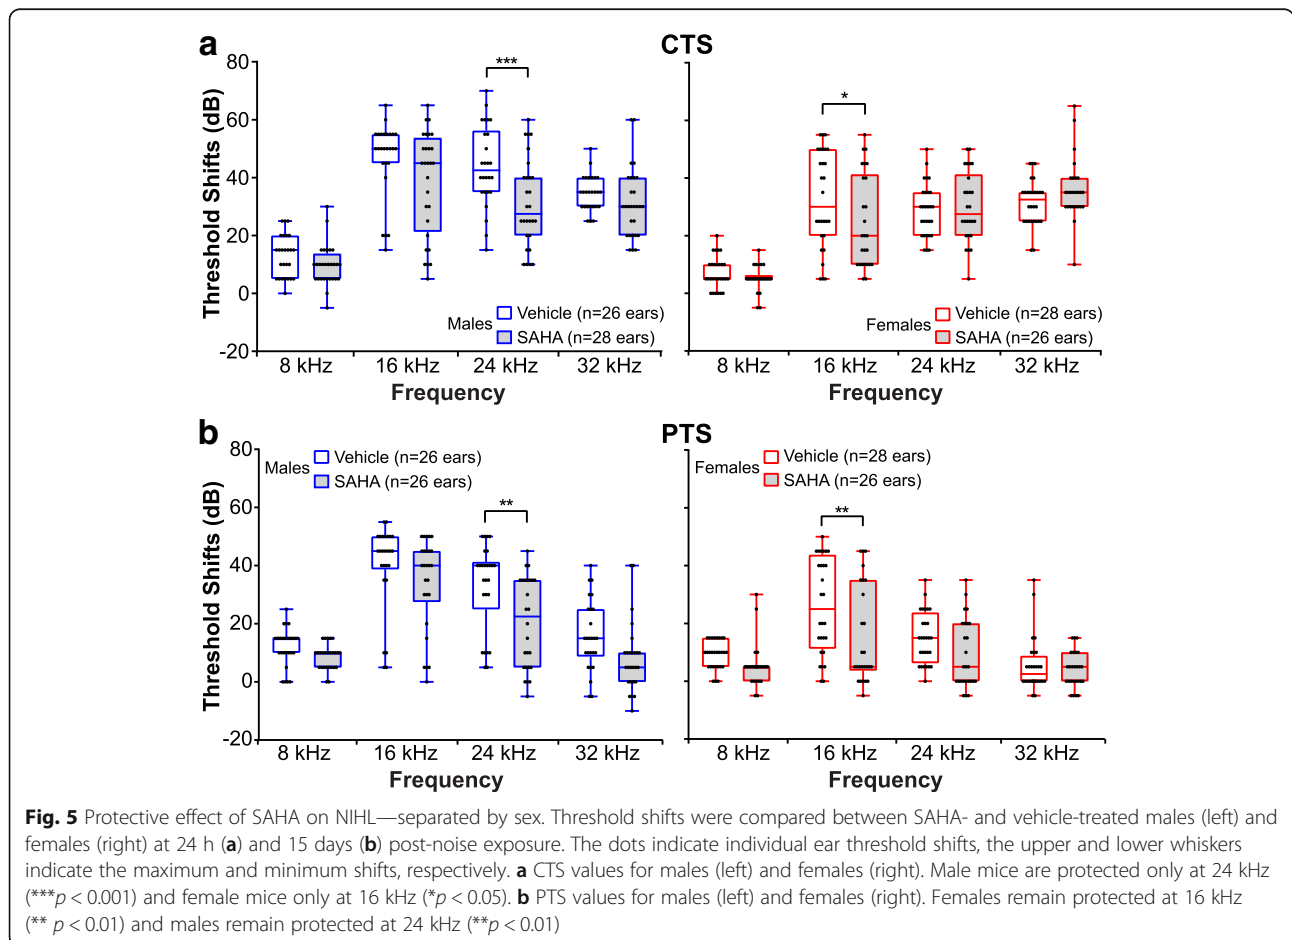 a
CTS
80
60
40
20
0
-20
Threshold Shifts (dB)
***
*
Males
Vehicle (n=26 ears)
SAHA (n=28 ears)
Females
Vehicle (n=28 ears)
SAHA (n=26 ears)
8 kHz 16 kHz 24 kHz 32 kHz
8 kHz 16 kHz 24 kHz 32 kHz
Frequency
Frequency
b
PTS
80
60
40
20
0
-20
Threshold Shifts (dB)
Males
Vehicle (n=26 ears)
SAHA (n=26 ears)
Females
Vehicle (n=28 ears)
SAHA (n=26 ears)
**
**
8 kHz 16 kHz 24 kHz 32 kHz
8 kHz 16 kHz 24 kHz 32 kHz
Frequency
Frequency
Fig. 5 Protective effect of SAHA on NIHL—separated by sex. Threshold shifts were compared between SAHA- and vehicle-treated males (left) and
females (right) at 24 h (a) and 15 days (b) post-noise exposure. The dots indicate individual ear threshold shifts, the upper and lower whiskers
indicate the maximum and minimum shifts, respectively. a CTS values for males (left) and females (right). Male mice are protected only at 24 kHz
(***p < 0.001) and female mice only at 16 kHz (*p < 0.05). b PTS values for males (left) and females (right). Females remain protected at 16 kHz
(** p < 0.01) and males remain protected at 24 kHz (**p < 0.01)